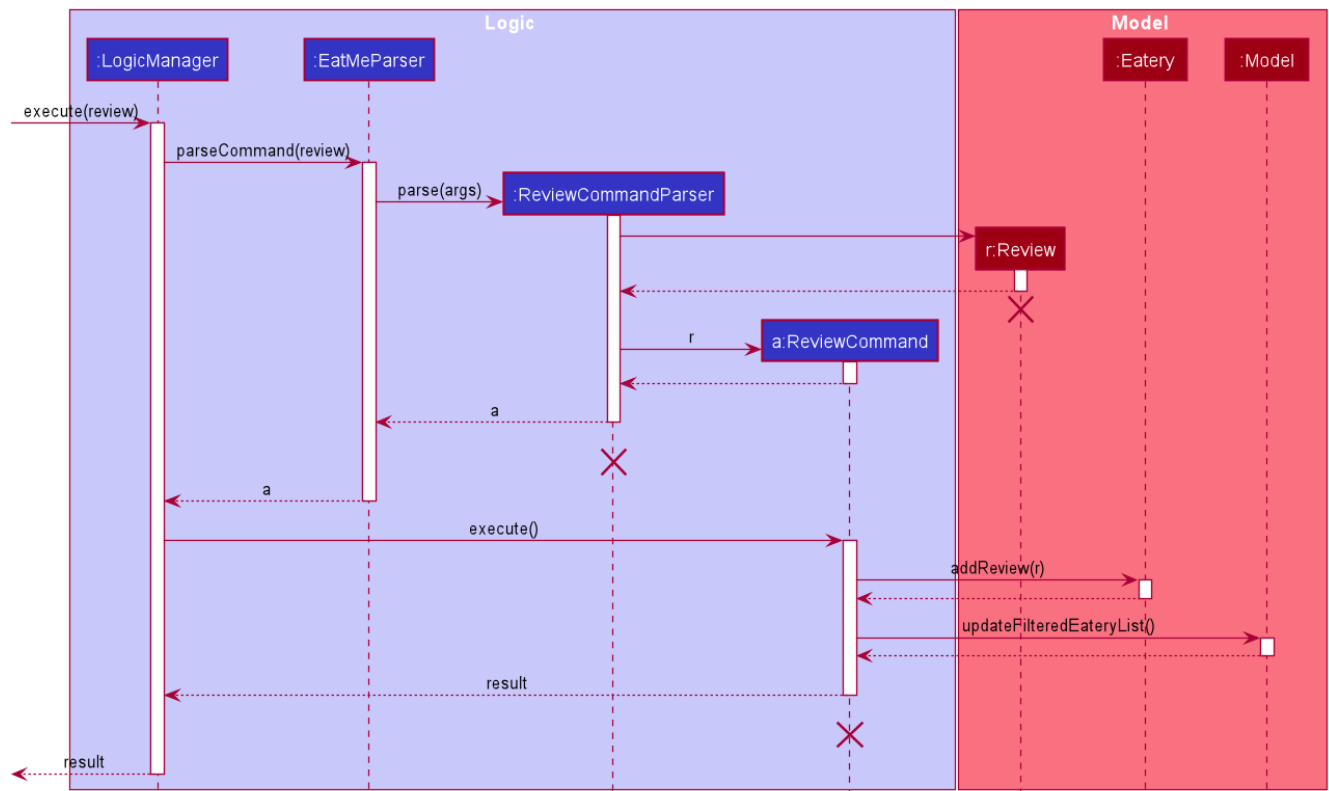 Logic
Model
:LogicManager
:EatMeParser
:Eatery
:Model
execute(review)
parseCommand(review)
parse(args)
:ReviewCommandParser
r:Review
r
a:ReviewCommand
a
a
execute()
addReview(r)
updateFilteredEateryList()
result
result